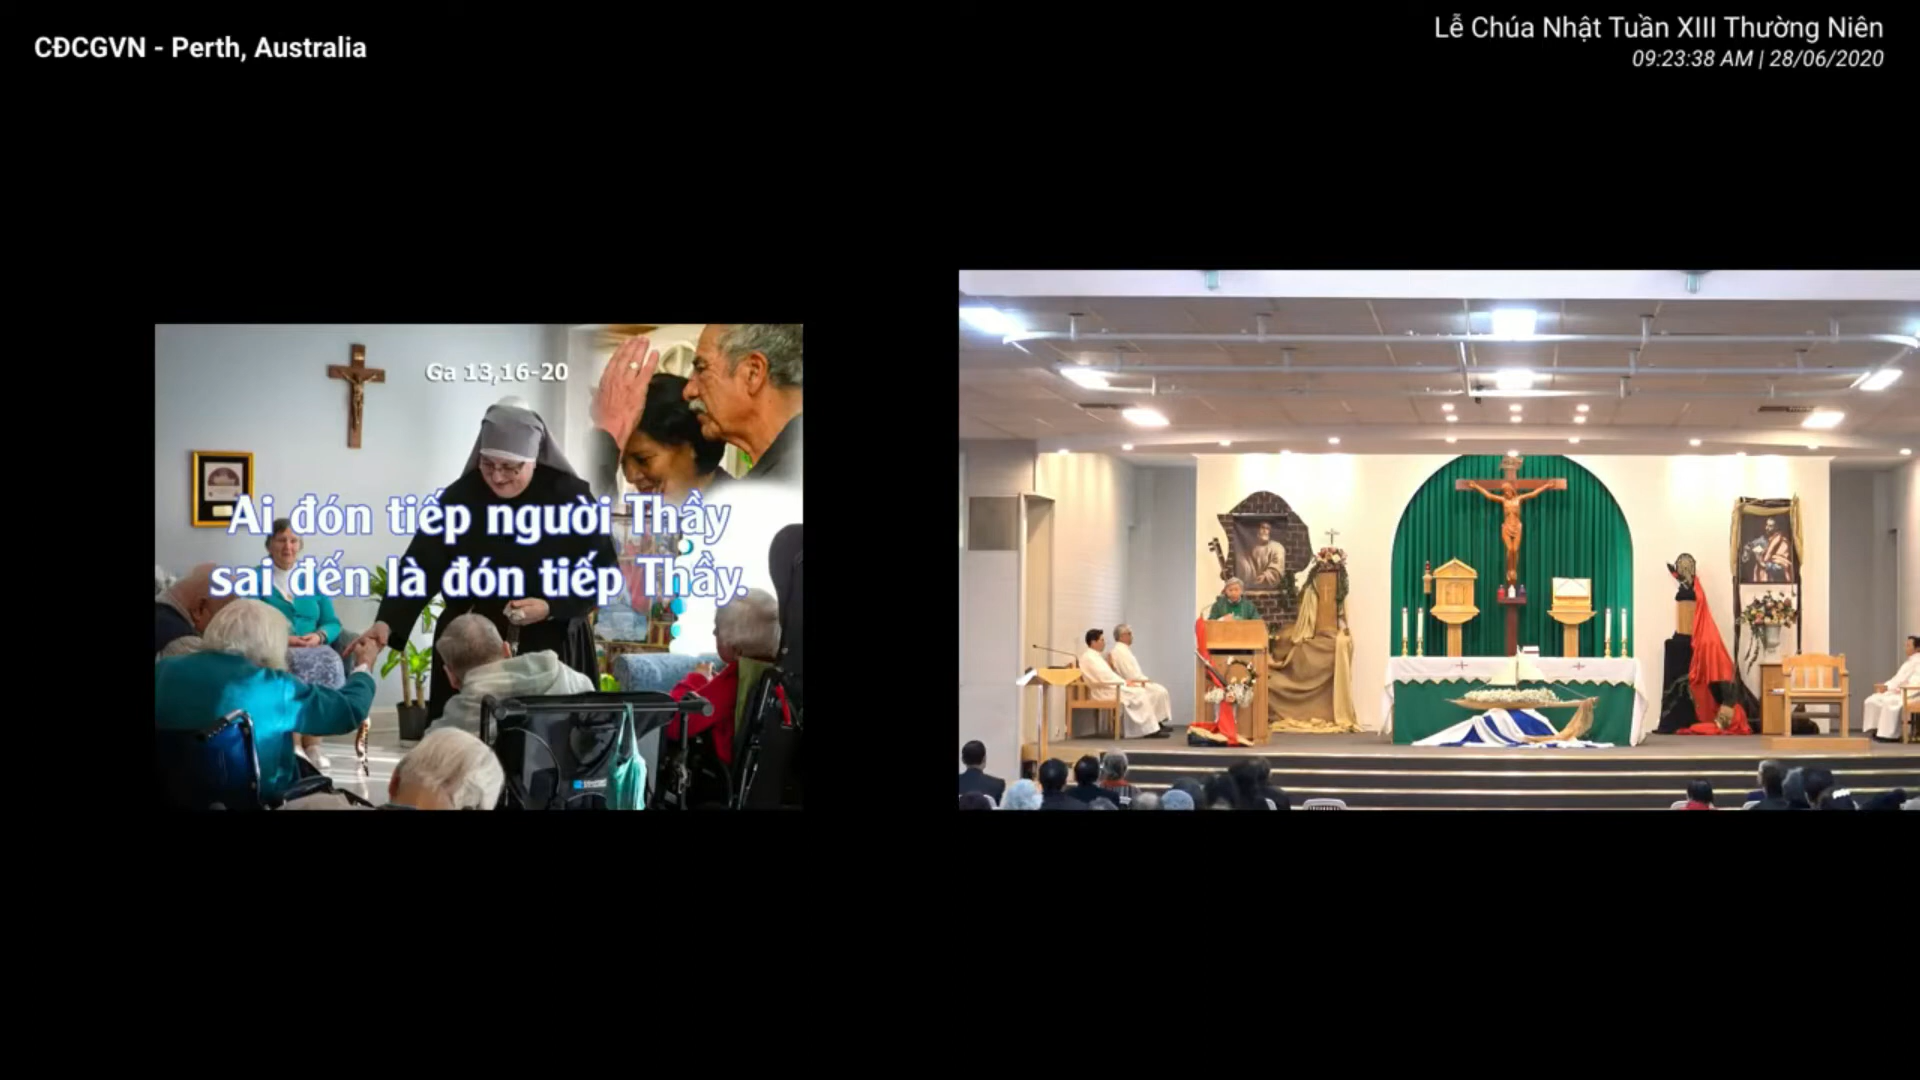 CĐCGVN - Perth, Australia
Lễ Chúa Nhật Tuần XIII Thường Niên
09:23:38 AM | 28/06/2020
Ga 13,16-20
Ai đón tiếp người Thầy
sai đến là đón tiếp Thầy.